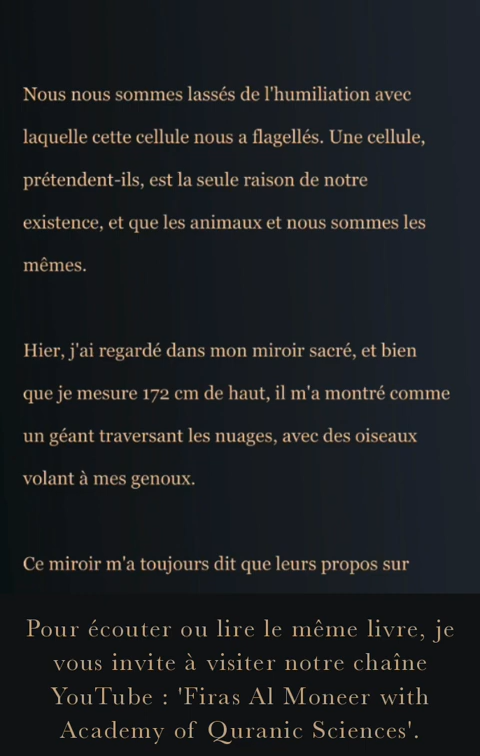 Nous nous sommes lassés de l'humiliation avec
laquelle cette cellule nous a flagellés. Une cellule,
prétendent-ils, est la seule raison de notre
existence, et que les animaux et nous sommes les
mêmes.
Hier, j'ai regardé dans mon miroir sacré, et bien
que je mesure 172 cm de haut, il m'a montré comme
un géant traversant les nuages, avec des oiseaux
volant à mes genoux.
Ce miroir m'a toujours dit que leurs propos sur
Pour écouter ou lire le même livre, je
vous invite à visiter notre chaîne
YouTube : 'Firas Al Moneer with
Academy of Quranic Sciences'.